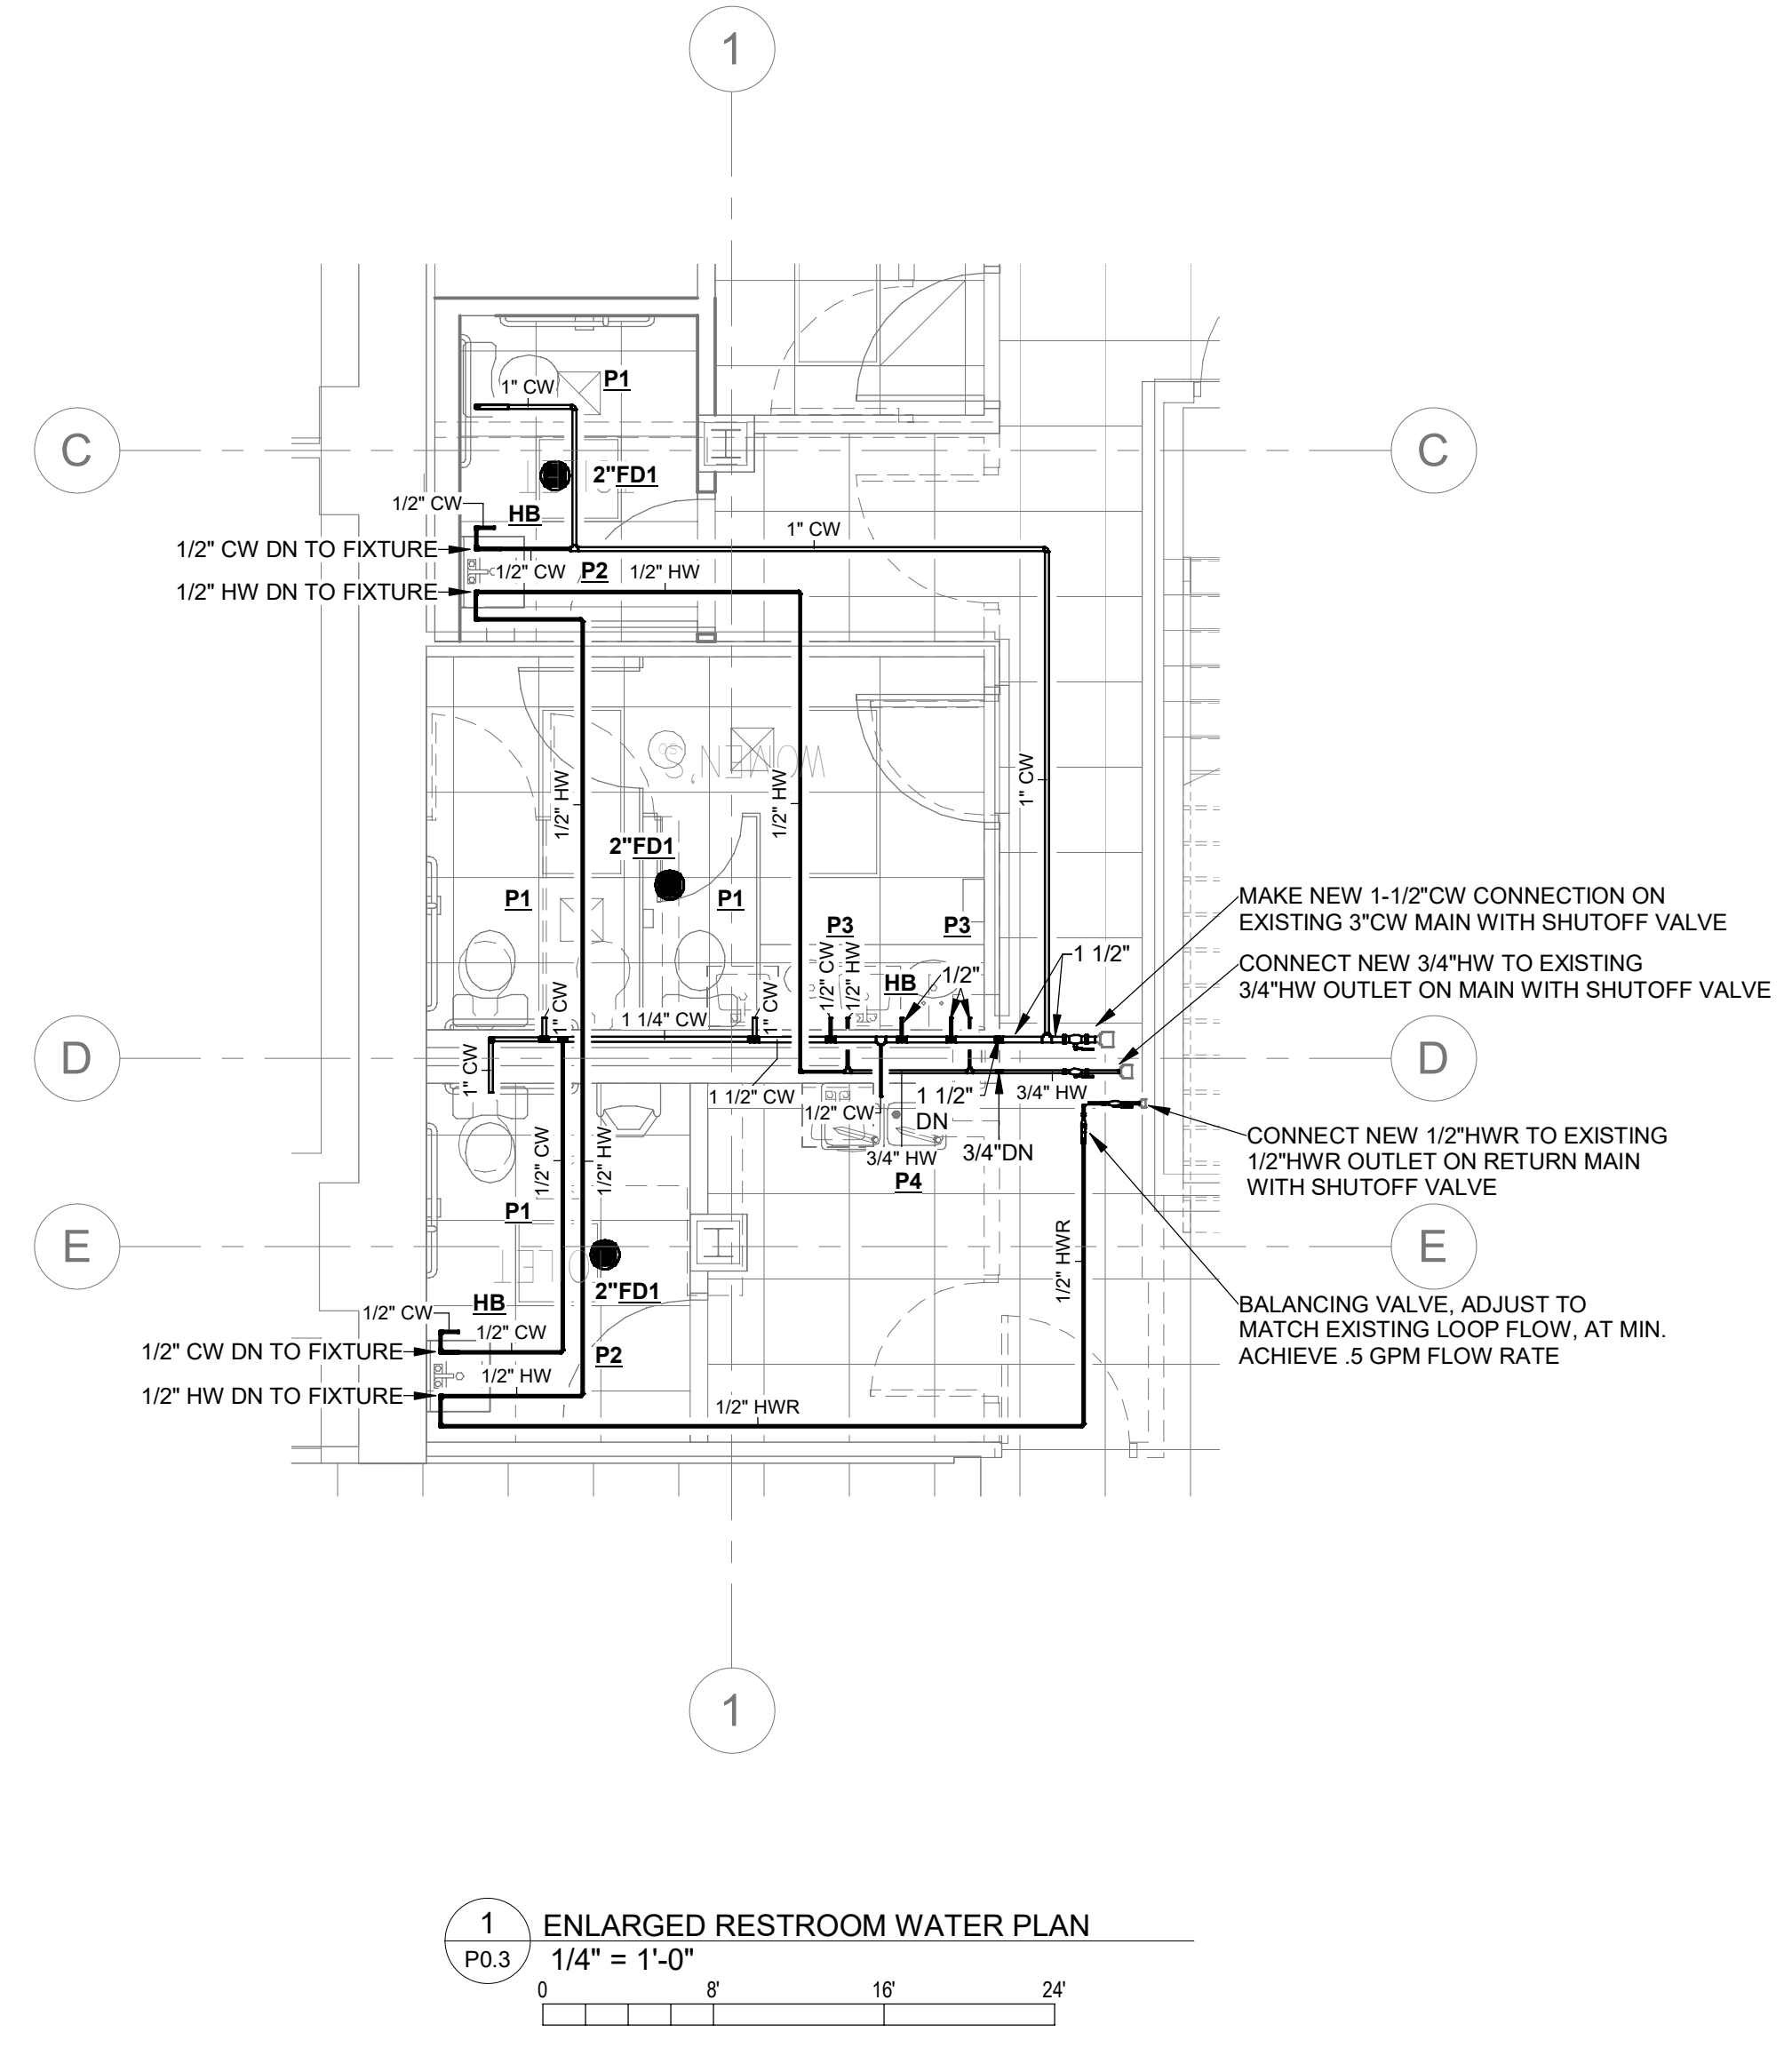 1
1" CW
P1
C
C
2"FD1
1/2" CW
HB
1/2" CW DN TO FIXTURE
1" CW
1/2" CW
P2
1/2" HW
1/2" HW DN TO FIXTURE
WOMEN'S
1/2" HW
1/2" HW
1" CW
2"FD1
P1
P1
P3
P3
MAKE NEW 1-1/2"CW CONNECTION ON
EXISTING 3"CW MAIN WITH SHUTOFF VALVE
1/2" CW
1/2" HW
HB
1/2"
1 1/2"
CONNECT NEW 3/4"HW TO EXISTING
3/4"HW OUTLET ON MAIN WITH SHUTOFF VALVE
1" CW
1 1/4" CW
1" CW
D
D
1" CW
1 1/2" CW
1/2" CW
1 1/2"
DN
3/4" HW
3/4" HW
3/4"DN
P4
CONNECT NEW 1/2"HWR TO EXISTING
1/2"HWR OUTLET ON RETURN MAIN
WITH SHUTOFF VALVE
1/2" CW
1/2" HW
P1
E
E
1/2" HWR
2"FD1
HB
1/2" CW
1/2" CW
BALANCING VALVE, ADJUST TO
MATCH EXISTING LOOP FLOW, AT MIN.
ACHIEVE .5 GPM FLOW RATE
1/2" CW DN TO FIXTURE
P2
1/2" HW
1/2" HW DN TO FIXTURE
1/2" HWR
1
1
P0.3
ENLARGED RESTROOM WATER PLAN
1/4" = 1'-0"
0 8' 16' 24'